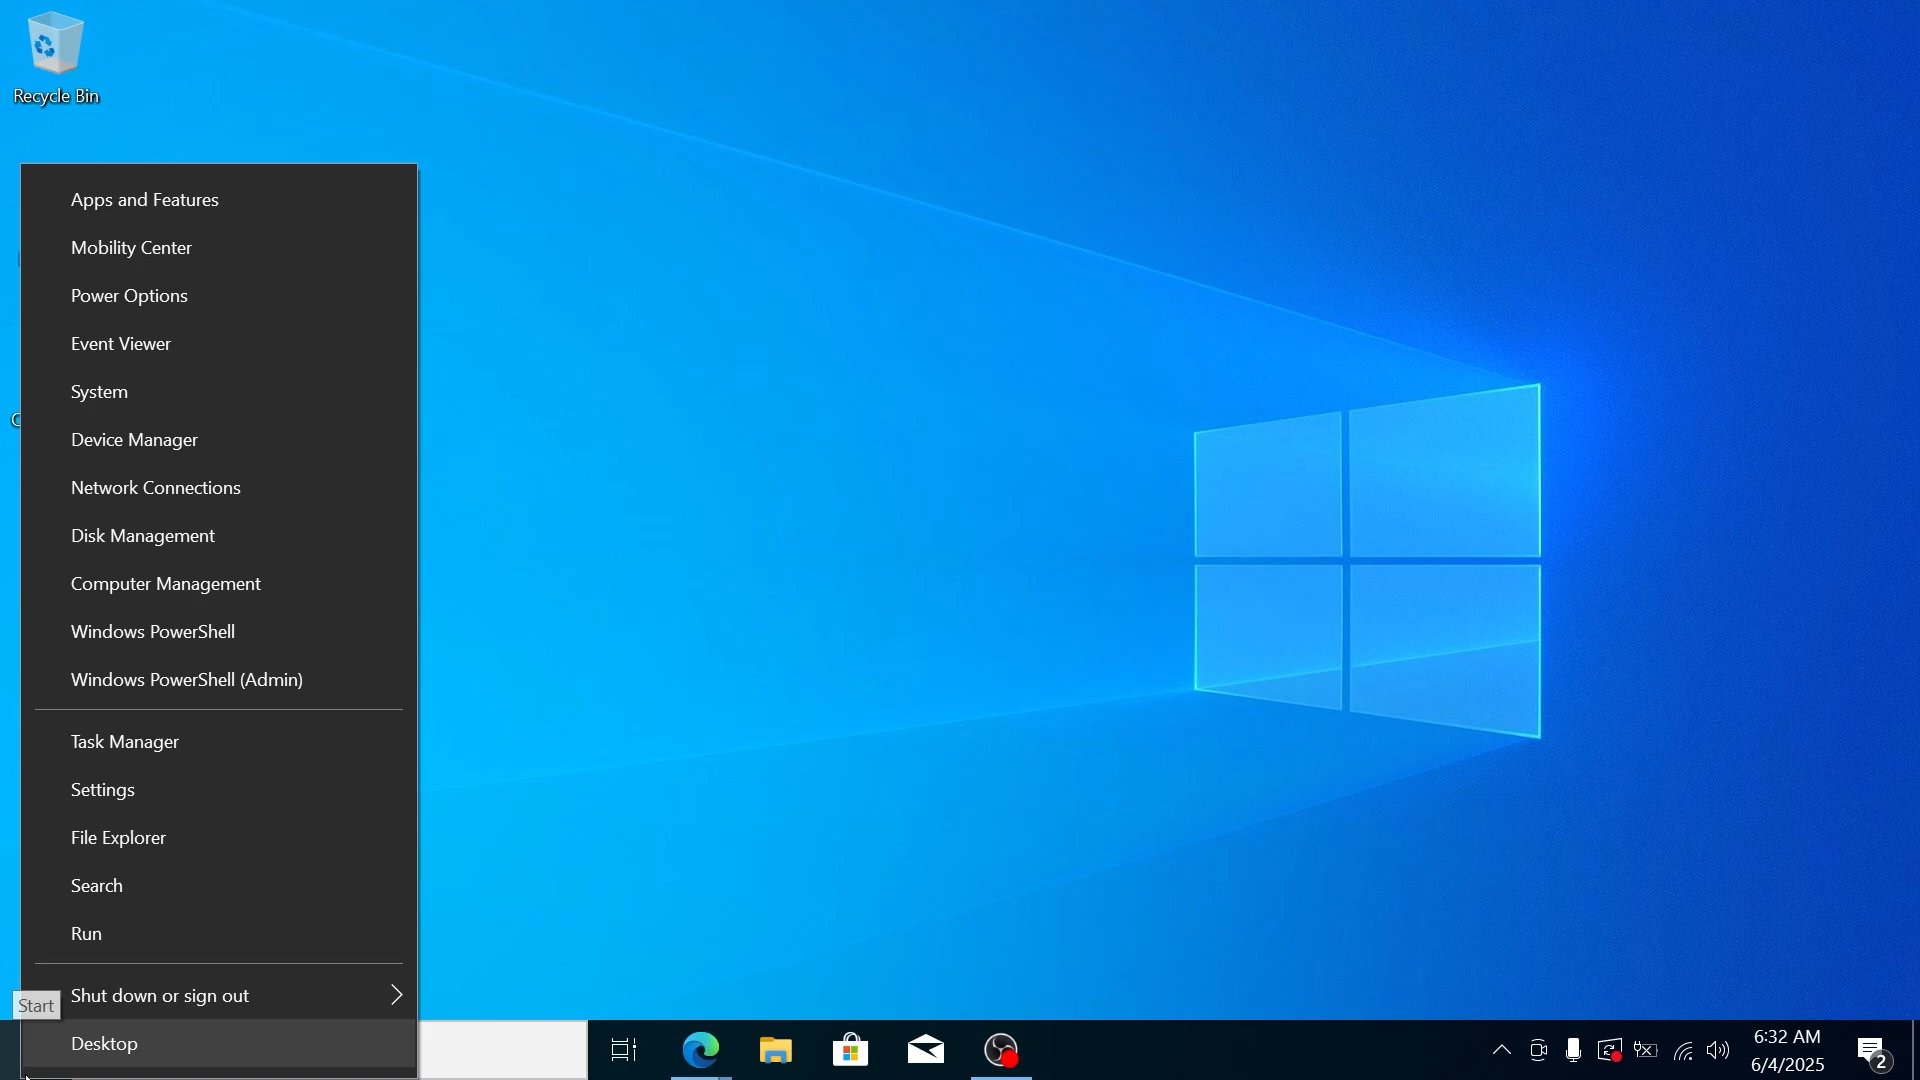 Recycle Bin
Apps and Features
Mobility Center
Power Options
Event Viewer
System
Device Manager
Network Connections
Disk Management
Computer Management
Windows PowerShell
Windows PowerShell (Admin)
Task Manager
Settings
File Explorer
Search
Run
Shut down or sign out
Start
Desktop
6:32 AM
6/4/2025
2